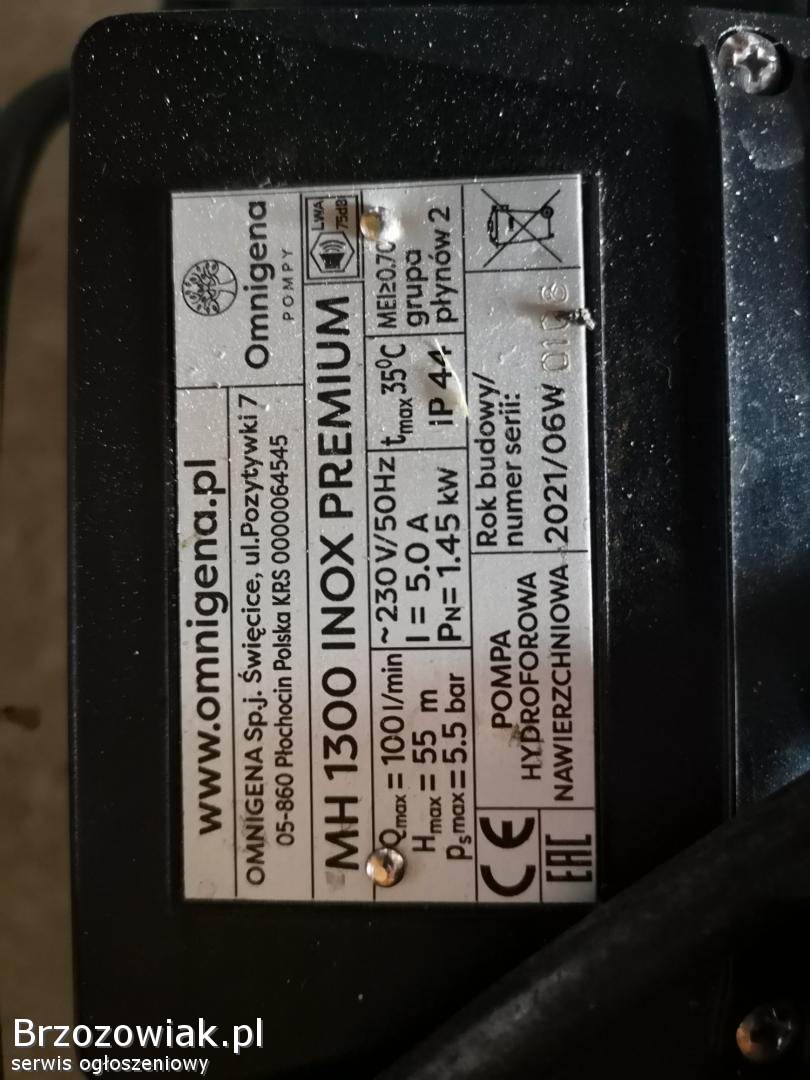 www.omnigena.pl
OMNIGENA Sp.j. Święcice, ul.Pozytywki 7
05-860 Płochocin Polska KRS 0000064545
Omnigena
POMPY
MH 1300 INOX PREMIUM
LWA
75dB
Qmax = 100 l/min
Hmax = 55 m
psmax = 5.5 bar
~230V/50Hz
I = 5.0 A
PN = 1.45 kW
tmax 35°C
iP 44
MEI≥0.70
grupa
płynów 2
CE
EAC
POMPA
HYDROFOROWA
NAWIERZCHNIOWA
Rok budowy/
numer serii:
2021/06W
Brzozowiak.pl
serwis ogłoszeniowy